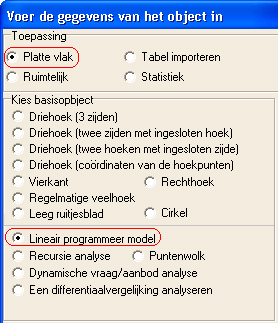 Voer de gegevens van het object in
Toepassing
Platte vlak Tabel importeren
Ruimtelijk Statistiek
Kies basisobject
Driehoek (3 zijden)
Driehoek (twee zijden met ingesloten hoek)
Driehoek (twee hoeken met ingesloten zijde)
Driehoek (coördinaten van de hoekpunten)
Vierkant Rechthoek
Regelmatige veelhoek
Leeg ruitjesblad Cirkel
Lineair programmeer model
Recursie analyse Puntenwolk
Dynamische vraag/aanbod analyse
Een differentiaalvergelijking analyseren